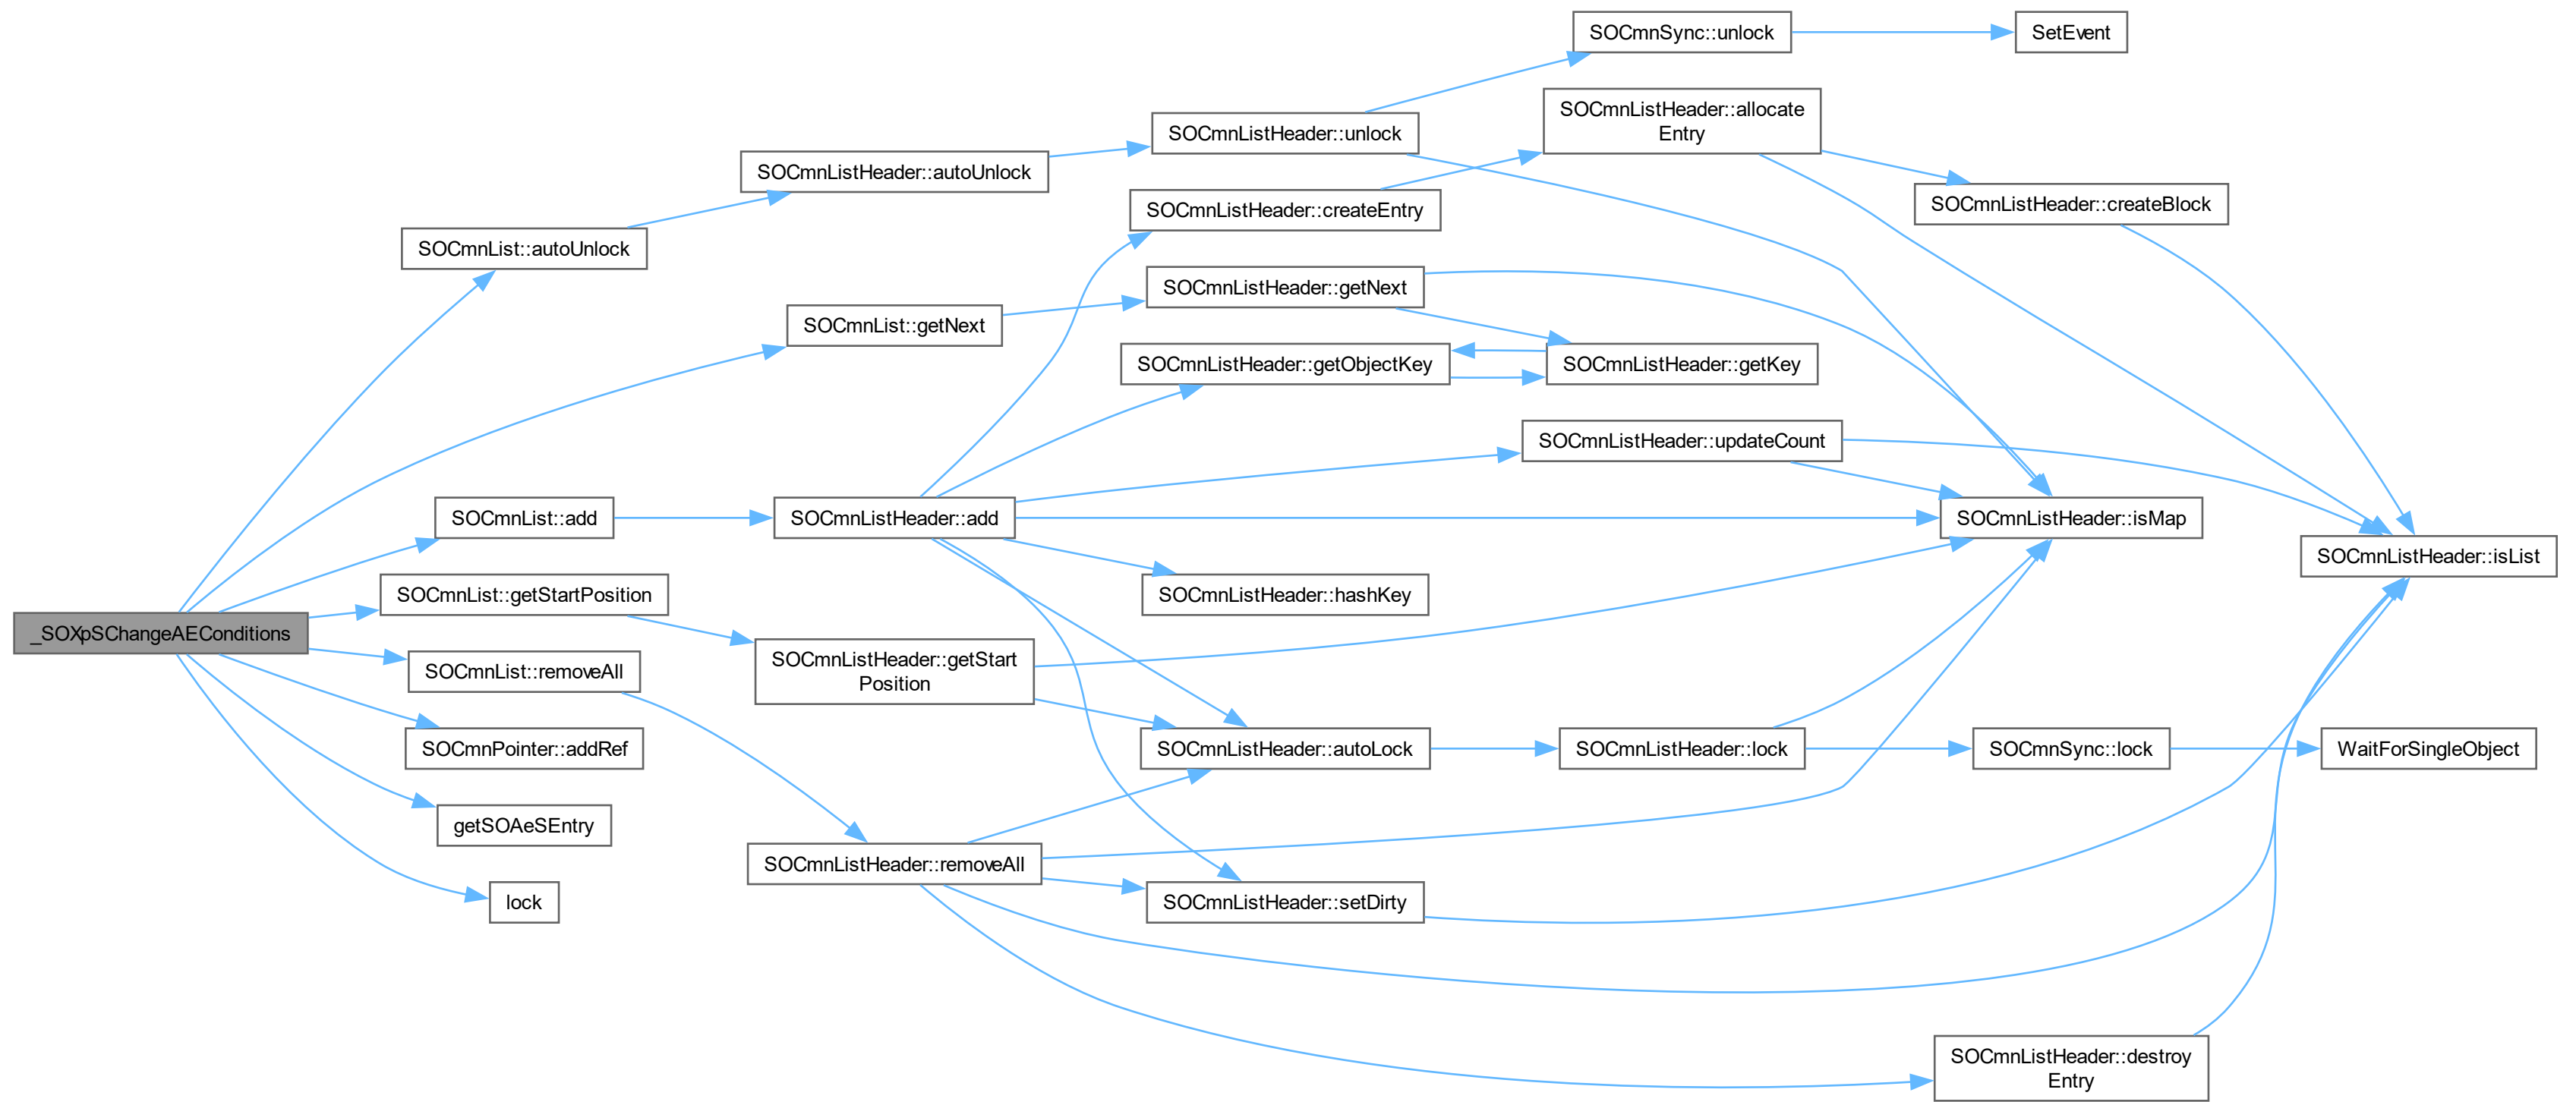 SOCmnSync::unlock
SetEvent
SOCmnListHeader::allocate
Entry
SOCmnListHeader::unlock
SOCmnListHeader::autoUnlock
SOCmnListHeader::createBlock
SOCmnListHeader::createEntry
SOCmnList::autoUnlock
SOCmnListHeader::getNext
SOCmnList::getNext
SOCmnListHeader::getObjectKey
SOCmnListHeader::getKey
SOCmnListHeader::updateCount
SOCmnList::add
SOCmnListHeader::add
SOCmnListHeader::isMap
SOCmnListHeader::isList
SOCmnList::getStartPosition
SOCmnListHeader::hashKey
_SOXpSChangeAEConditions
SOCmnList::removeAll
SOCmnListHeader::getStart
Position
SOCmnPointer::addRef
SOCmnListHeader::autoLock
SOCmnListHeader::lock
SOCmnSync::lock
WaitForSingleObject
getSOAeSEntry
SOCmnListHeader::removeAll
lock
SOCmnListHeader::setDirty
SOCmnListHeader::destroy
Entry